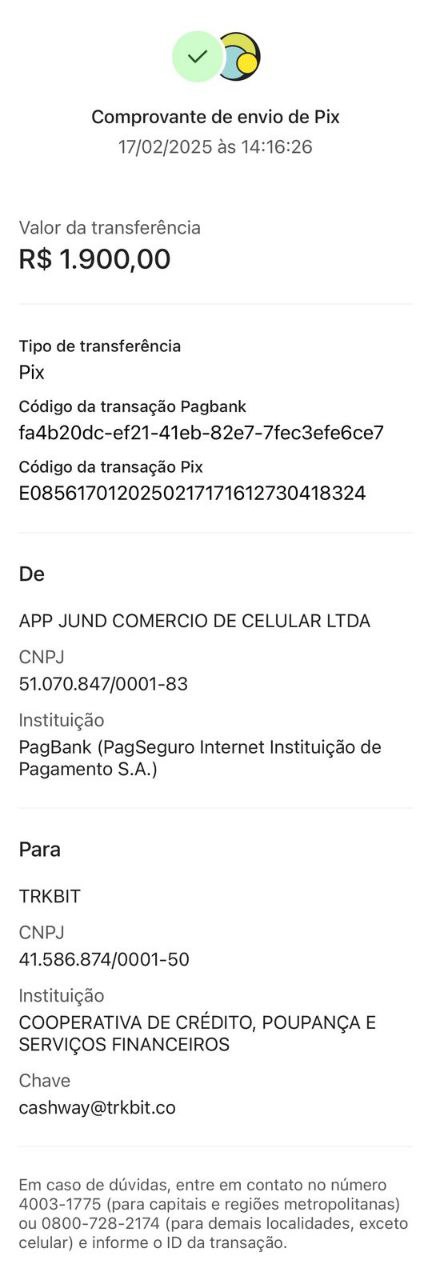 Comprovante de envio de Pix
17/02/2025 às 14:16:26
Valor da transferência
R$ 1.900,00
Tipo de transferência
Pix
Código da transação Pagbank
fa4b20dc-ef21-41eb-82e7-7fec3efe6ce7
Código da transação Pix
E08561701202502171716127304​18324
De
APP JUND COMERCIO DE CELULAR LTDA
CNPJ
51.070.847/0001-83
Instituição
PagBank (PagSeguro Internet Instituição de
Pagamento S.A.)
Para
TRKBIT
CNPJ
41.586.874/0001-50
Instituição
COOPERATIVA DE CRÉDITO, POUPANÇA E
SERVIÇOS FINANCEIROS
Chave
cashway@trkbit.co
Em caso de dúvidas, entre em contato no número
4003-1775 (para capitais e regiões metropolitanas)
ou 0800-728-2174 (para demais localidades, exceto
celular) e informe o ID da transação.